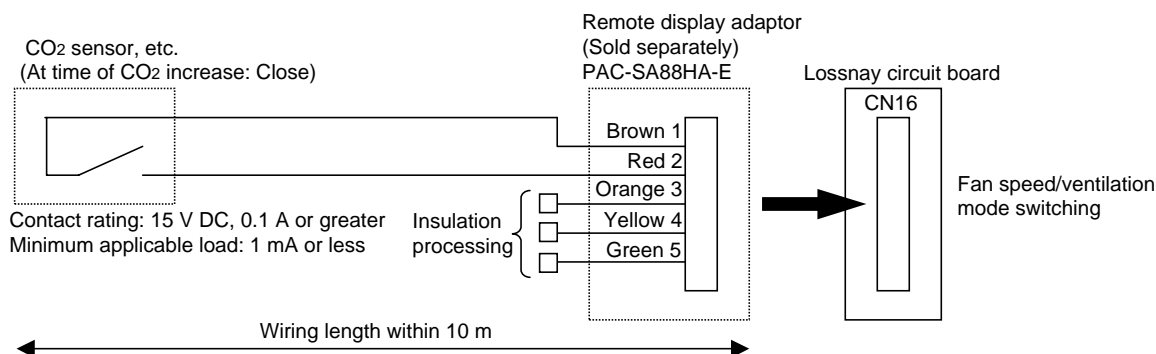 CO2 sensor, etc.
(At time of CO2 increase: Close)
Contact rating: 15 V DC, 0.1 A or greater
Minimum applicable load: 1 mA or less
Insulation
processing
Remote display adaptor
(Sold separately)
PAC-SA88HA-E
Brown 1
Red 2
Orange 3
Yellow 4
Green 5
Lossnay circuit board
CN16
Fan speed/ventilation
mode switching
Wiring length within 10 m